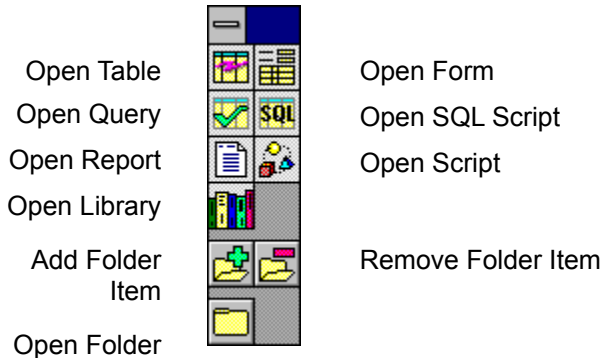 Open Table
Open Form
Open Query
SQL
Open SQL Script
Open Report
Open Script
Open Library
Add Folder
Item
Remove Folder Item
Open Folder